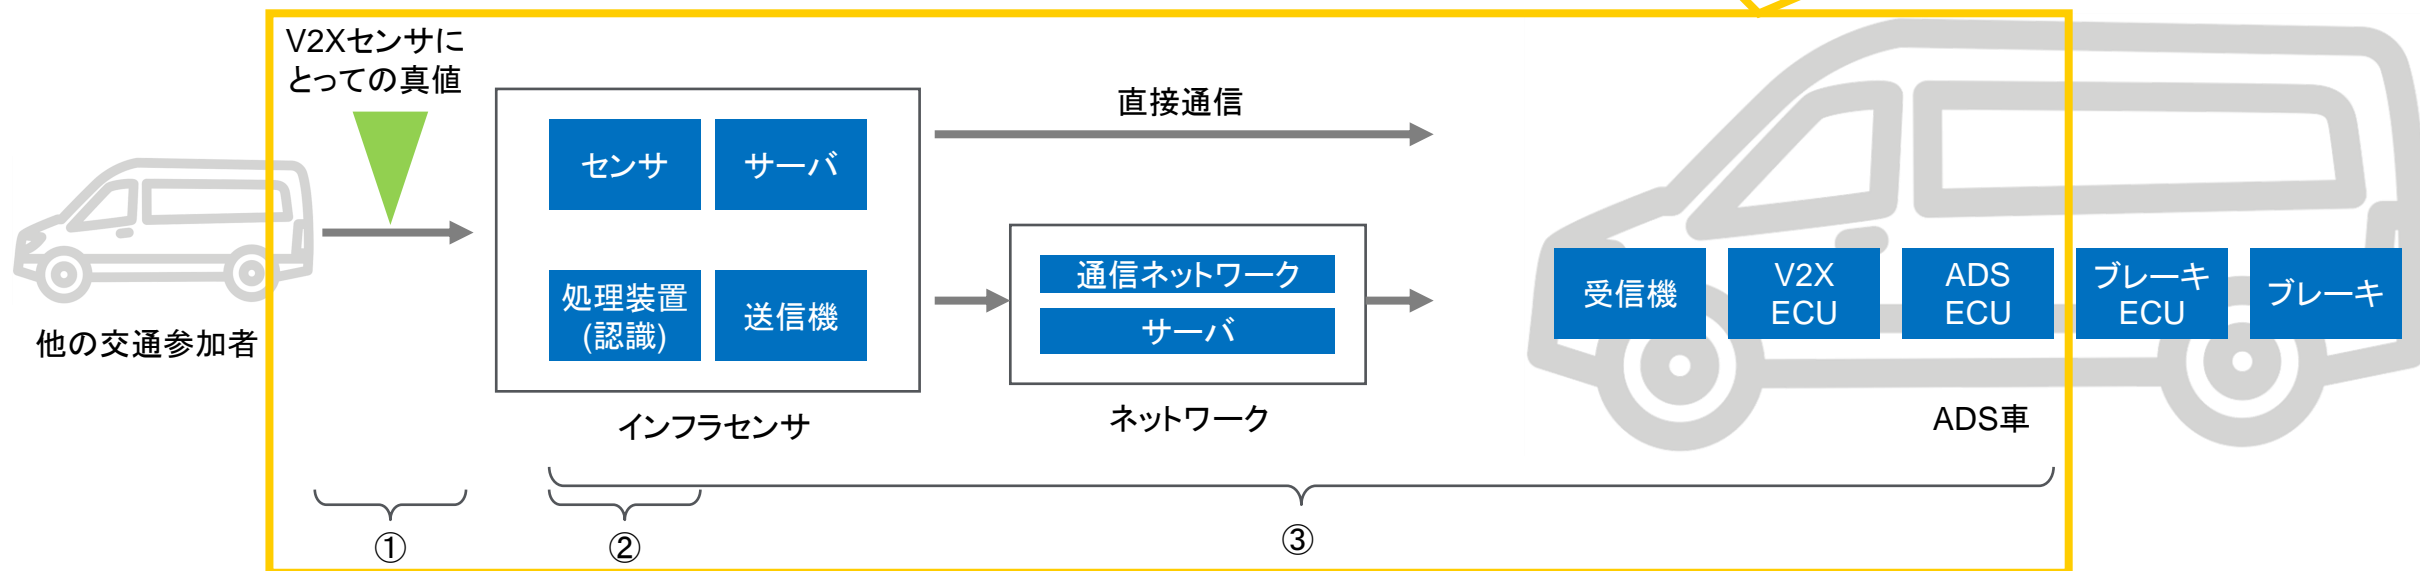 V2Xセンサに
とっての真値
直接通信
センサ
サーバ
処理装置
(認識)
送信機
通信ネットワーク
サーバ
受信機
V2X
ECU
ADS
ECU
ブレーキ
ECU
ブレーキ
他の交通参加者
インフラセンサ
ネットワーク
ADS車
①
②
③